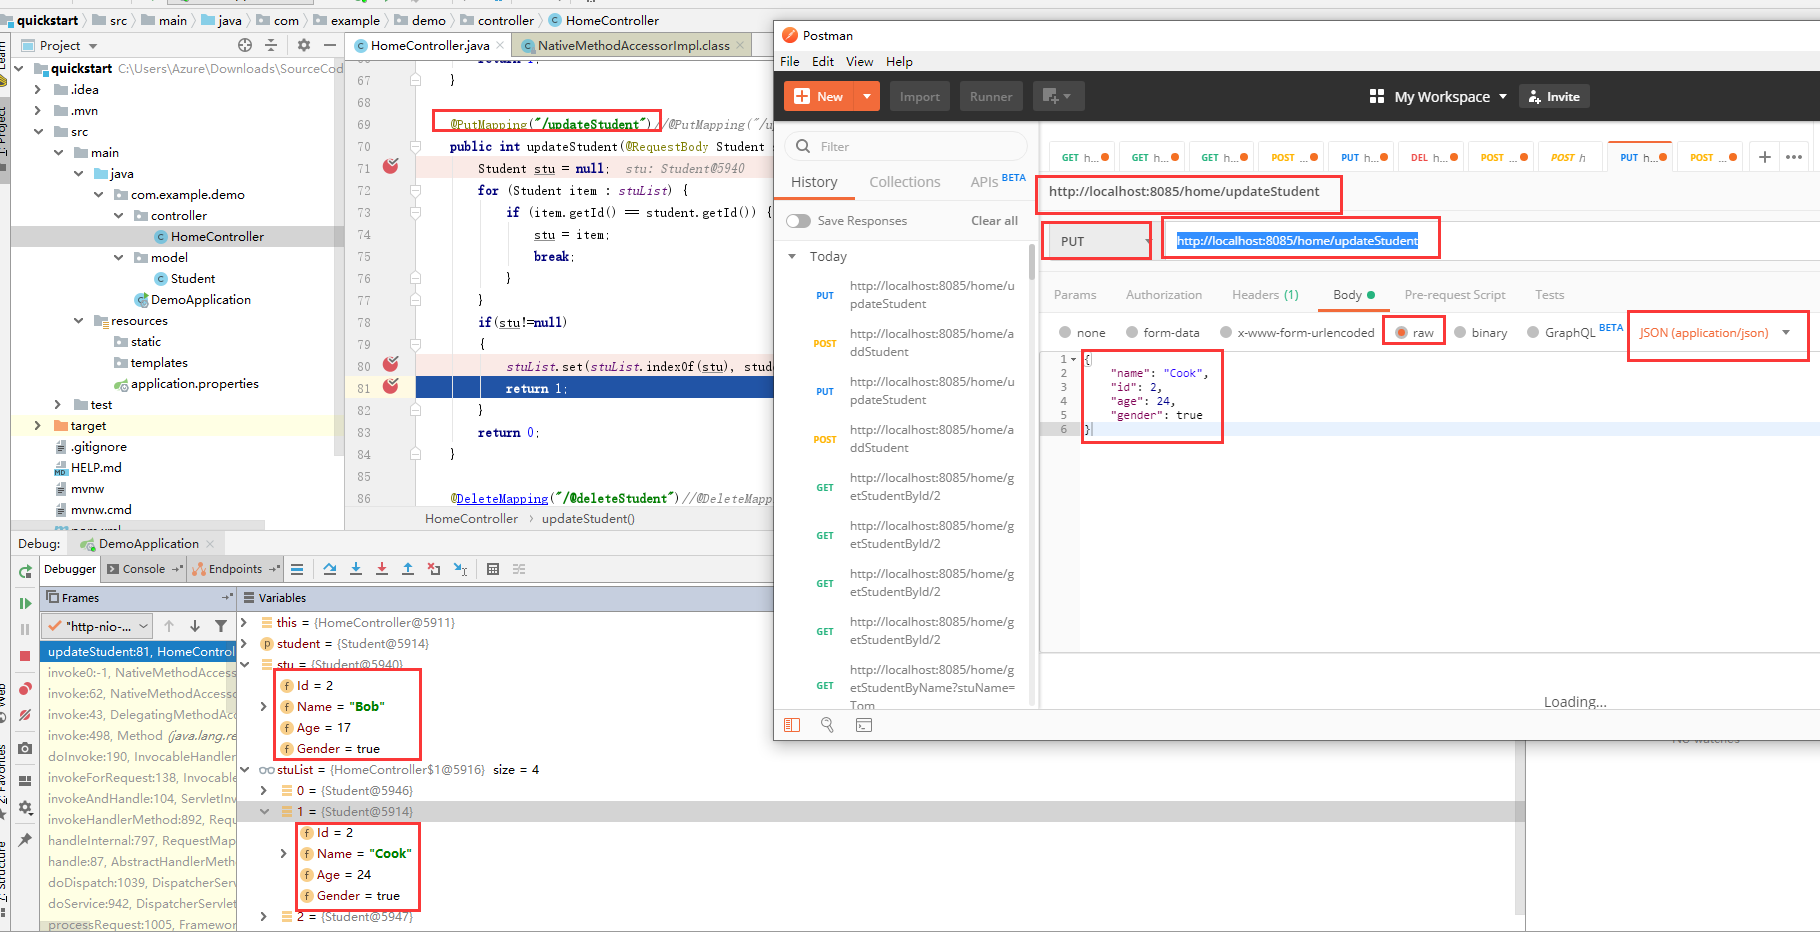 quickstart src main java com example demo controller HomeController
Project
HomeController.java
NativeMethodAccessorImpl.class
quickstart C:\Users\Azure\Downloads\SourceCod
.idea
.mvn
src
main
java
com.example.demo
controller
HomeController
model
Student
DemoApplication
resources
static
templates
application.properties
test
target
.gitignore
HELP.md
mvnw
mvnw.cmd
67 }
68
69 @PutMapping("/updateStudent")//@PutMapping("/u
70 public int updateStudent(@RequestBody Student s
71 Student stu = null; stu: Student@5940
72 for (Student item : stuList) {
73 if (item.getId() == student.getId()) {
74 stu = item;
75 break;
76 }
77 }
78 if(stu!=null)
79 {
80 stuList.set(stuList.indexOf(stu), stude
81 return 1;
82 }
83 return 0;
84 }
85
86 @DeleteMapping("/@deleteStudent")//@DeleteMapp
HomeController updateStudent()
Debug: DemoApplication
Debugger Console Endpoints
Frames
"http-nio-...
updateStudent:81, HomeControl
invoke0:-1, NativeMethodAccess
invoke:62, NativeMethodAccesso
invoke:43, DelegatingMethodAcc
invoke:498, Method (java.lang.re
doInvoke:190, InvocableHandler
invokeForRequest:138, Invocable
invokeAndHandle:104, ServletInv
invokeHandlerMethod:892, Requ
handleInternal:797, RequestMap
handle:87, AbstractHandlerMeth
doDispatch:1039, DispatcherServ
doService:942, DispatcherServlet
processRequest:1005, Framewor
Variables
this = {HomeController@5911}
student = {Student@5914}
stu = {Student@5940}
Id = 2
Name = "Bob"
Age = 17
Gender = true
stuList = {HomeController$1@5916} size = 4
0 = {Student@5946}
1 = {Student@5914}
Id = 2
Name = "Cook"
Age = 24
Gender = true
2 = {Student@5947}
Postman
File Edit View Help
New Import Runner My Workspace Invite
Filter
History Collections APIs BETA
Save Responses Clear all
Today
PUT http://localhost:8085/home/u
pdateStudent
POST http://localhost:8085/home/a
ddStudent
PUT http://localhost:8085/home/u
pdateStudent
POST http://localhost:8085/home/a
ddStudent
GET http://localhost:8085/home/g
etStudentById/2
GET http://localhost:8085/home/g
etStudentById/2
GET http://localhost:8085/home/g
etStudentById/2
GET http://localhost:8085/home/g
etStudentById/2
GET http://localhost:8085/home/g
etStudentByName?stuName=
Tom
GET h... GET h... GET h... POST ... PUT h... DEL h... POST ... POST h PUT h... POST ...
http://localhost:8085/home/updateStudent
PUT http://localhost:8085/home/updateStudent
Params Authorization Headers (1) Body Pre-request Script Tests
none form-data x-www-form-urlencoded raw binary GraphQL BETA JSON (application/json)
1 {
2 "name": "Cook",
3 "id": 2,
4 "age": 24,
5 "gender": true
6 }
Loading...